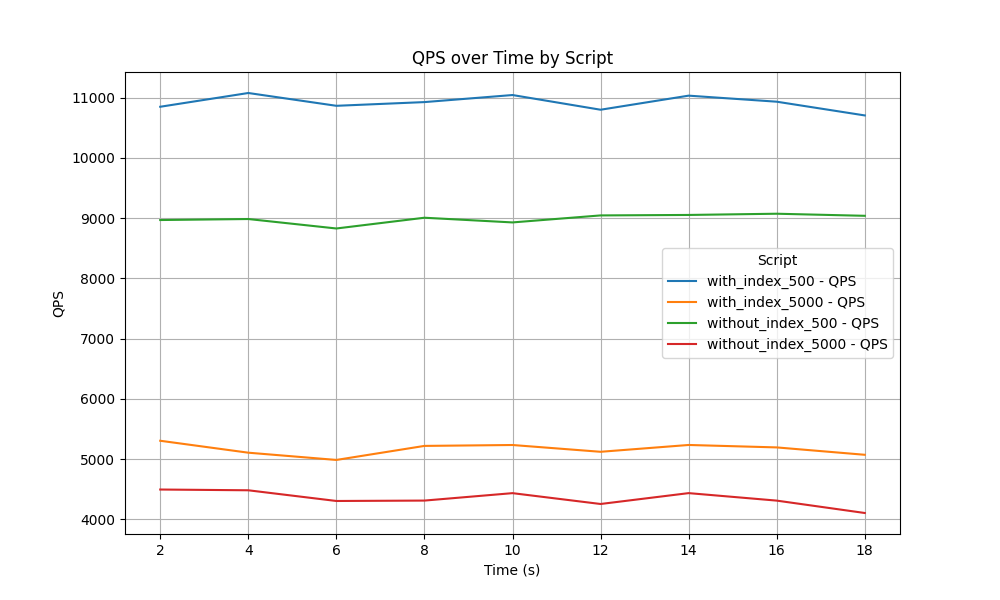 QPS over Time by Script
11000
10000
9000
8000
7000
6000
5000
4000
QPS
Script
with_index_500 - QPS
with_index_5000 - QPS
without_index_500 - QPS
without_index_5000 - QPS
2 4 6 8 10 12 14 16 18
Time (s)